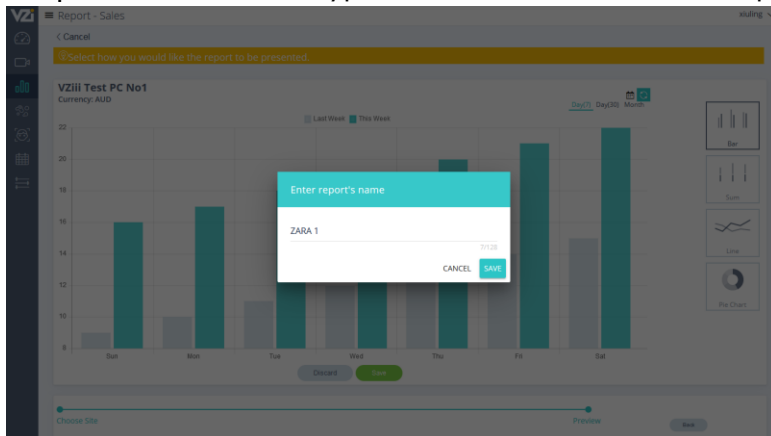 VZi
Report - Sales
xiuling
Cancel
Select how you would like the report to be presented.
VZiii Test PC No1
Currency: AUD
Day(7) Day(30) Month
Last Week This Week
22
20
18
16
14
12
10
8
Sun Mon Tue Wed Thu Fri Sat
Bar
Sum
Line
Pie Chart
Enter report's name
ZARA 1
7/128
CANCEL SAVE
Discard Save
Choose Site Preview Back